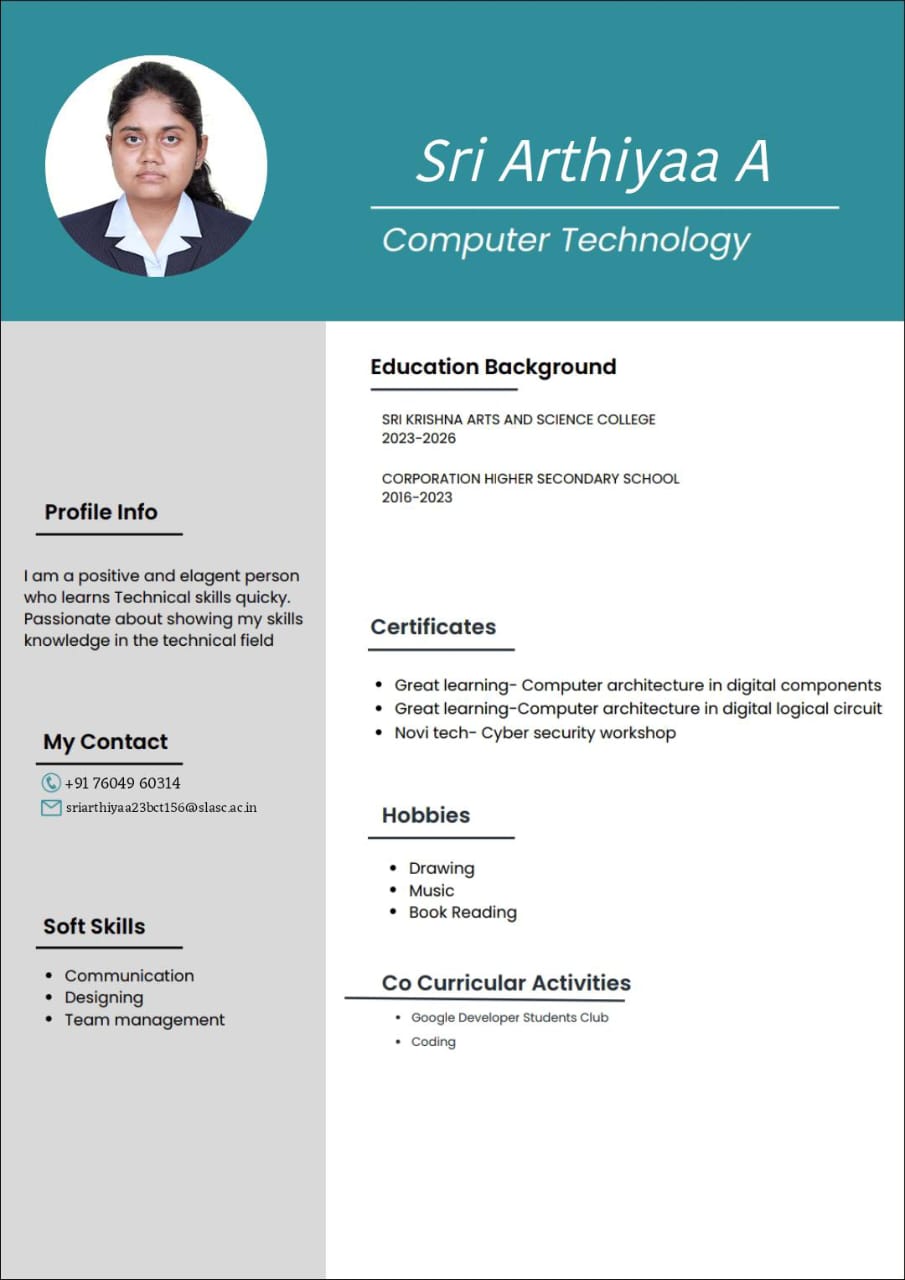 Sri Arthiyaa A
Computer Technology
Profile Info
I am a positive and elagent person
who learns Technical skills quicky.
Passionate about showing my skills
knowledge in the technical field
My Contact
+91 76049 60314
sriarthiyaa23bct156@slasc.ac.in
Soft Skills
• Communication
• Designing
• Team management
Education Background
SRI KRISHNA ARTS AND SCIENCE COLLEGE
2023-2026
CORPORATION HIGHER SECONDARY SCHOOL
2016-2023
Certificates
• Great learning- Computer architecture in digital components
• Great learning-Computer architecture in digital logical circuit
• Novi tech- Cyber security workshop
Hobbies
• Drawing
• Music
• Book Reading
Co Curricular Activities
• Google Developer Students Club
• Coding